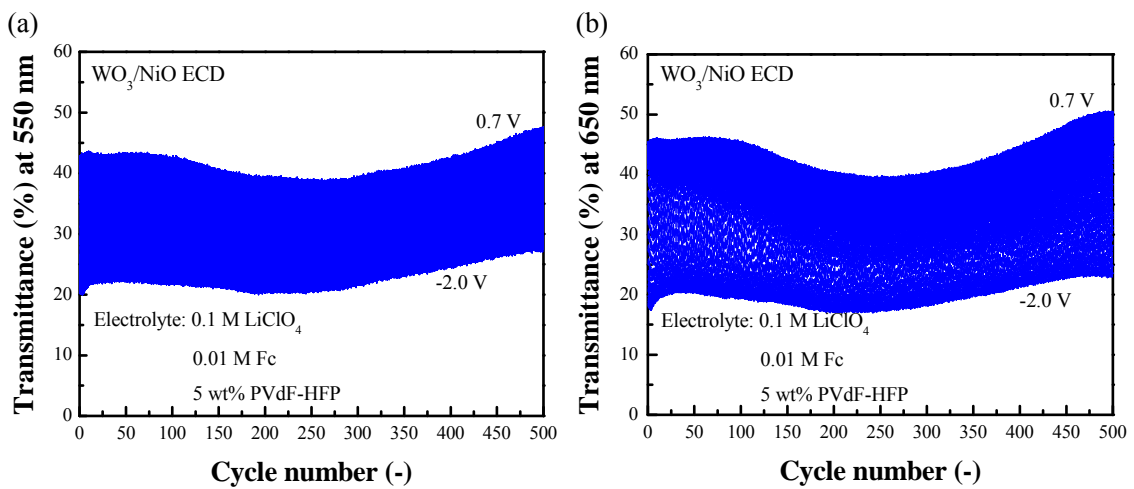 (a)
Transmittance (%) at 550 nm
60
50
40
30
20
10
0
WO₃/NiO ECD
0.7 V
-2.0 V
Electrolyte: 0.1 M LiClO₄
0.01 M Fc
5 wt% PVdF-HFP
0 50 100 150 200 250 300 350 400 450 500
Cycle number (-)
(b)
Transmittance (%) at 650 nm
60
50
40
30
20
10
0
WO₃/NiO ECD
0.7 V
-2.0 V
Electrolyte: 0.1 M LiClO₄
0.01 M Fc
5 wt% PVdF-HFP
0 50 100 150 200 250 300 350 400 450 500
Cycle number (-)